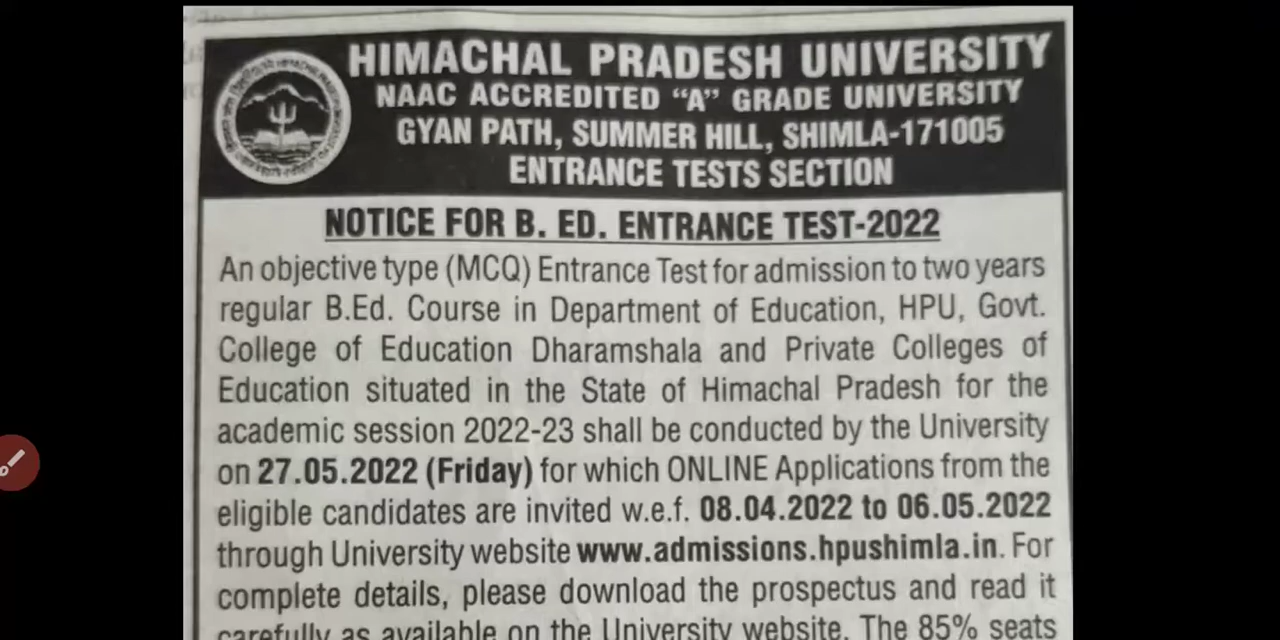 HIMACHAL PRADESH UNIVERSITY
NAAC ACCREDITED “A” GRADE UNIVERSITY
GYAN PATH, SUMMER HILL, SHIMLA-171005
ENTRANCE TESTS SECTION
NOTICE FOR B. ED. ENTRANCE TEST-2022
An objective type (MCQ) Entrance Test for admission to two years
regular B.Ed. Course in Department of Education, HPU, Govt.
College of Education Dharamshala and Private Colleges of
Education situated in the State of Himachal Pradesh for the
academic session 2022-23 shall be conducted by the University
on 27.05.2022 (Friday) for which ONLINE Applications from the
eligible candidates are invited w.e.f. 08.04.2022 to 06.05.2022
through University website www.admissions.hpushimla.in. For
complete details, please download the prospectus and read it
carefully as available on the University website. The 85% seats